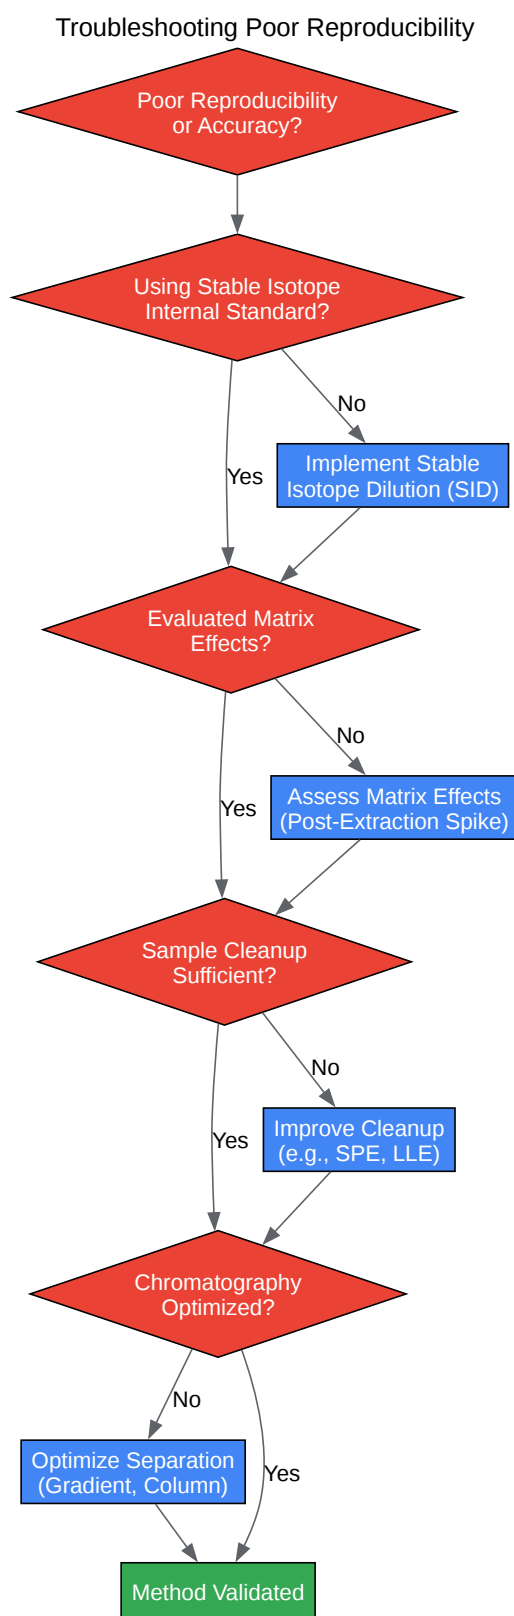 Troubleshooting Poor Reproducibility
Poor Reproducibility
or Accuracy?
Using Stable Isotope
Internal Standard?
No
Yes
Implement Stable
Isotope Dilution (SID)
Evaluated Matrix
Effects?
No
Yes
Assess Matrix Effects
(Post-Extraction Spike)
Sample Cleanup
Sufficient?
No
Yes
Improve Cleanup
(e.g., SPE, LLE)
Chromatography
Optimized?
No
Optimize Separation
(Gradient, Column)
Yes
Method Validated